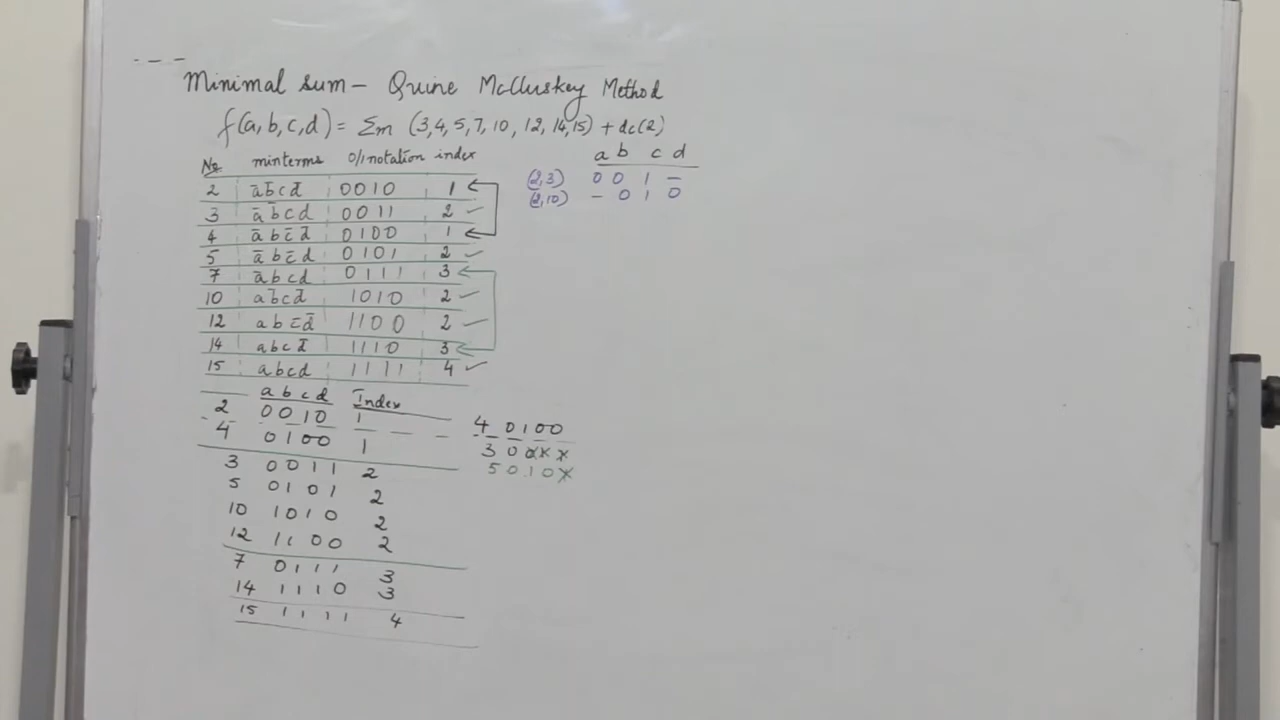 ---
Minimal sum - Quine McCluskey Method
f(a,b,c,d) = Σm (3,4,5,7,10,12,14,15) + dc(2)
No. minterms 0/1 notation index
2 a̅b̅cd̅ 0010 1
3 a̅b̅cd 0011 2 ✓
4 a̅bc̅d̅ 0100 1
5 a̅bc̅d 0101 2 ✓
7 a̅bcd 0111 3
10 ab̅cd̅ 1010 2 ✓
12 abc̅d̅ 1100 2 ✓
14 abcd̅ 1110 3
15 abcd 1111 4 ✓
a b c d
(2,3) 0 0 1 –
(2,10) – 0 1 0
a b c d Index
2 0010 1
4 0100 1
3 0011 2
5 0101 2
10 1010 2
12 1100 2
7 0111 3
14 1110 3
15 1111 4
4 0100
3 0xxx
5 010x